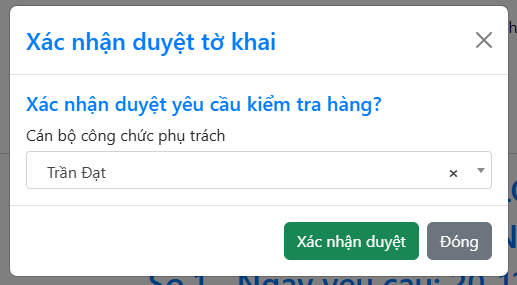 Xác nhận duyệt tờ khai
Xác nhận duyệt yêu cầu kiểm tra hàng?
Cán bộ công chức phụ trách
Trần Đạt
Xác nhận duyệt
Đóng